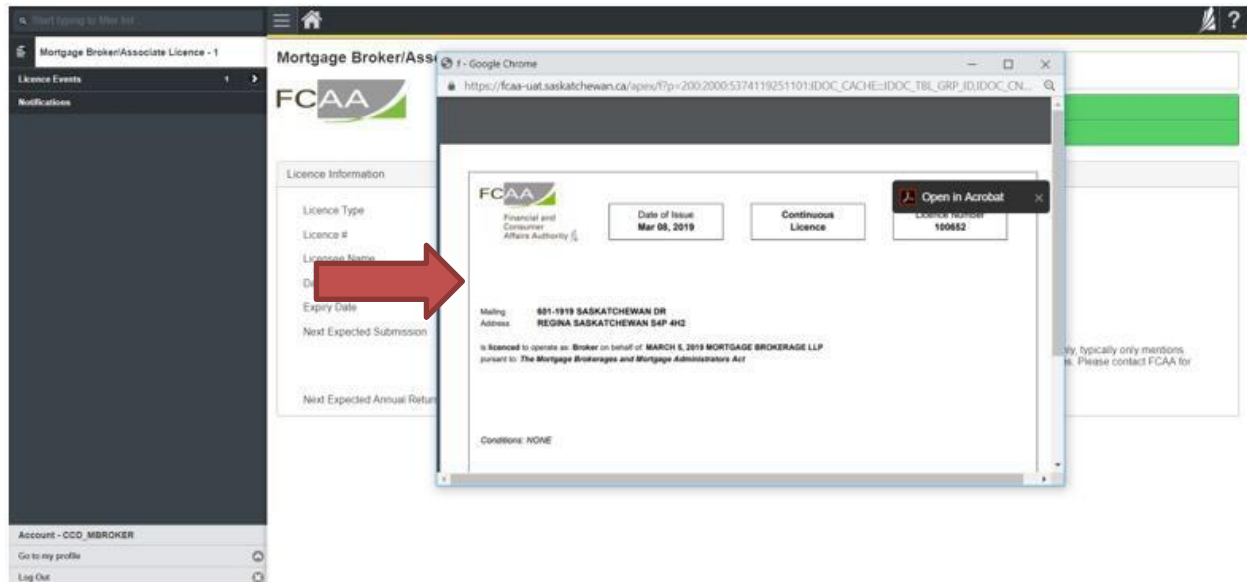 Start typing to filter list
Mortgage Broker/Associate Licence - 1
Licence Events 1
Notifications
Account - CCD_MBROKER
Go to my profile
Log Out
?
Mortgage Broker/Ass
FCAA
Licence Information
Licence Type
Licence #
Licensee Name
Expiry Date
Next Expected Submission
Next Expected Annual Return
f - Google Chrome
https://fcaa-uat.saskatchewan.ca/apex/f?p=200:2000:5374119251101:IDOC_CACHE::IDOC_TBL_GRP_ID,IDOC_CN...
FCAA
Financial and
Consumer
Affairs Authority
Date of Issue
Mar 08, 2019
Continuous
Licence
Open in Acrobat
Licence Number
100652
Mailing 601-1919 SASKATCHEWAN DR
Address REGINA SASKATCHEWAN S4P 4H2
is licenced to operate as: Broker on behalf of: MARCH 5, 2019 MORTGAGE BROKERAGE LLP
pursuant to: The Mortgage Brokerages and Mortgage Administrators Act
Conditions: NONE
typically only mentions
Please contact FCAA for